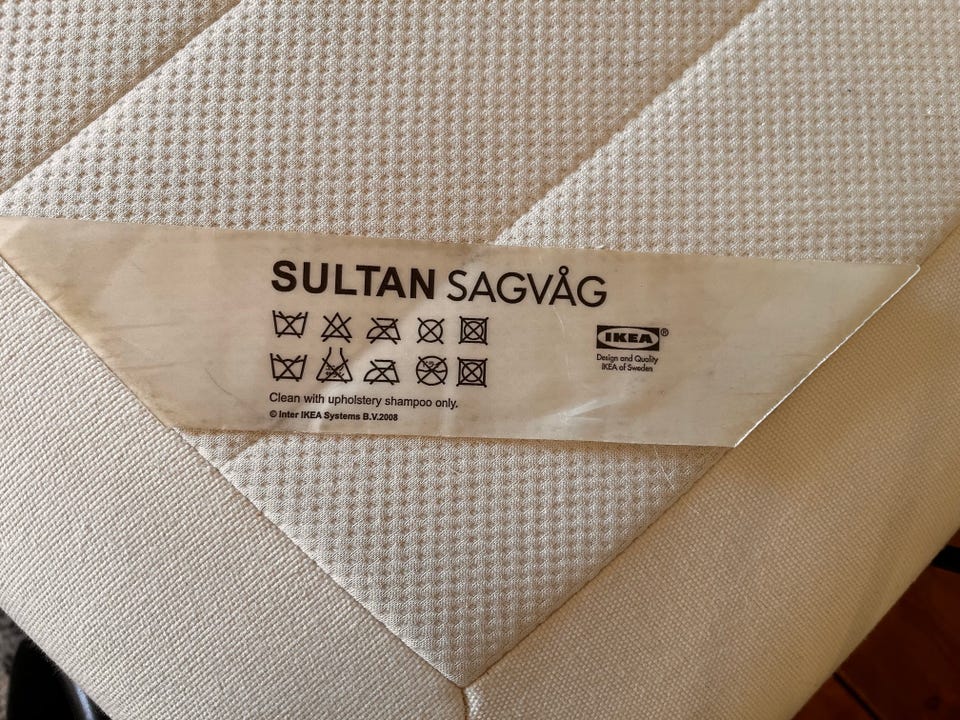 SULTAN SAGVÅG
IKEA®
Design and Quality
IKEA of Sweden
Clean with upholstery shampoo only.
© Inter IKEA Systems B.V.2008